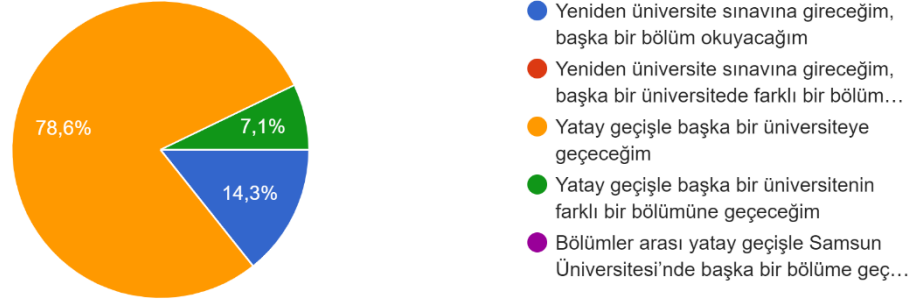 78,6%
7,1%
14,3%
Yeniden üniversite sınavına gireceğim,
başka bir bölüm okuyacağım
Yeniden üniversite sınavına gireceğim,
başka bir üniversitede farklı bir bölüm…
Yatay geçişle başka bir üniversiteye
geçeceğim
Yatay geçişle başka bir üniversitenin
farklı bir bölümüne geçeceğim
Bölümler arası yatay geçişle Samsun
Üniversitesi’nde başka bir bölüme geç…